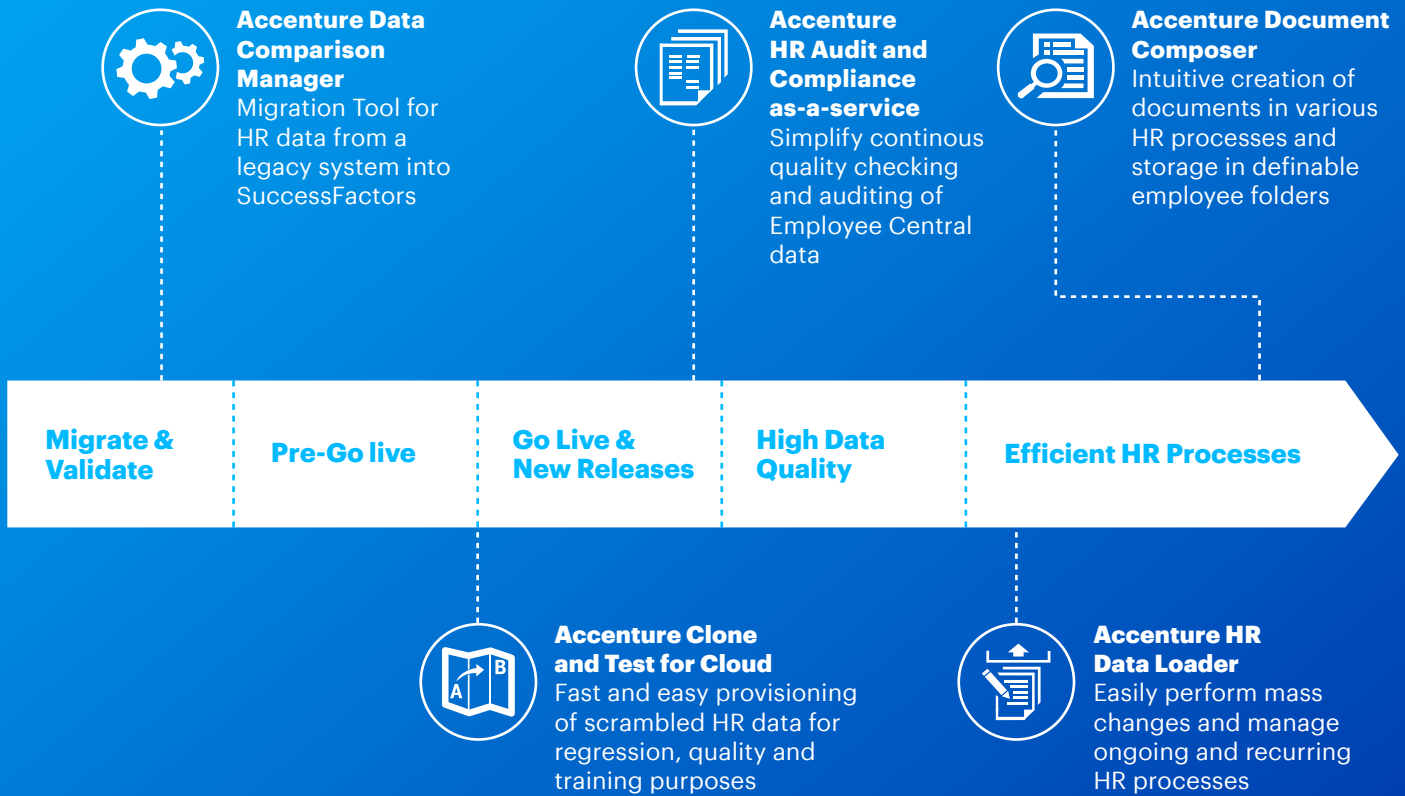 Accenture Data
Comparison
Manager
Migration Tool for
HR data from a
legacy system into
SuccessFactors
Accenture
HR Audit and
Compliance
as-a-service
Simplify continous
quality checking
and auditing of
Employee Central
data
Accenture Document
Composer
Intuitive creation of
documents in various
HR processes and
storage in definable
employee folders
Migrate &
Validate
Pre-Go live
Go Live &
New Releases
High Data
Quality
Efficient HR Processes
A
B
Accenture Clone
and Test for Cloud
Fast and easy provisioning
of scrambled HR data for
regression, quality and
training purposes
Accenture HR
Data Loader
Easily perform mass
changes and manage
ongoing and recurring
HR processes